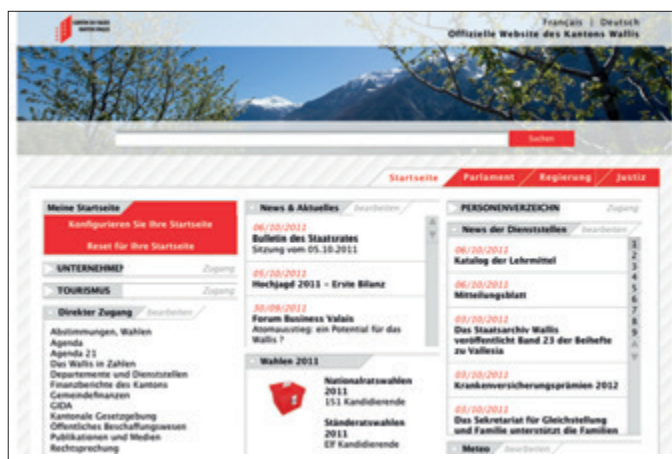 CANTON DU VALAIS
KANTON WALLIS
Français | Deutsch
Offizielle Website des Kantons Wallis
Suchen
Startseite
Parlament
Regierung
Justiz
Meine Startseite
Konfigurieren Sie Ihre Startseite
Reset für Ihre Startseite
UNTERNEHMEN Zugang
TOURISMUS Zugang
Direkter Zugang bearbeiten
Abstimmungen, Wahlen
Agenda
Agenda 21
Das Wallis in Zahlen
Departemente und Dienststellen
Finanzberichte des Kantons
Gemeindefinanzen
GIDA
Kantonale Gesetzgebung
Öffentliches Beschaffungswesen
Publikationen und Medien
Rechtsprechung
News & Aktuelles bearbeiten
06/10/2011
Bulletin des Staatsrates
Sitzung vom 05.10.2011
05/10/2011
Hochjagd 2011 - Erste Bilanz
30/09/2011
Forum Business Valais
Atomausstieg: ein Potential für das
Wallis ?
Wahlen 2011
Nationalratswahlen
2011
151 Kandidierende
Ständeratswahlen
2011
Elf Kandidierende
PERSONENVERZEICHN Zugang
News der Dienststellen
06/10/2011
Katalog der Lehrmittel
06/10/2011
Mitteilungsblatt
03/10/2011
Das Staatsarchiv Wallis
veröffentlicht Band 23 der Beihefte
zu Vallesia
03/10/2011
Krankenversicherungsprämien 2012
03/10/2011
Das Sekretariat für Gleichstellung
und Familie unterstützt die Familien
1
2
3
4
5
6
7
8
9
Meteo bearbeiten